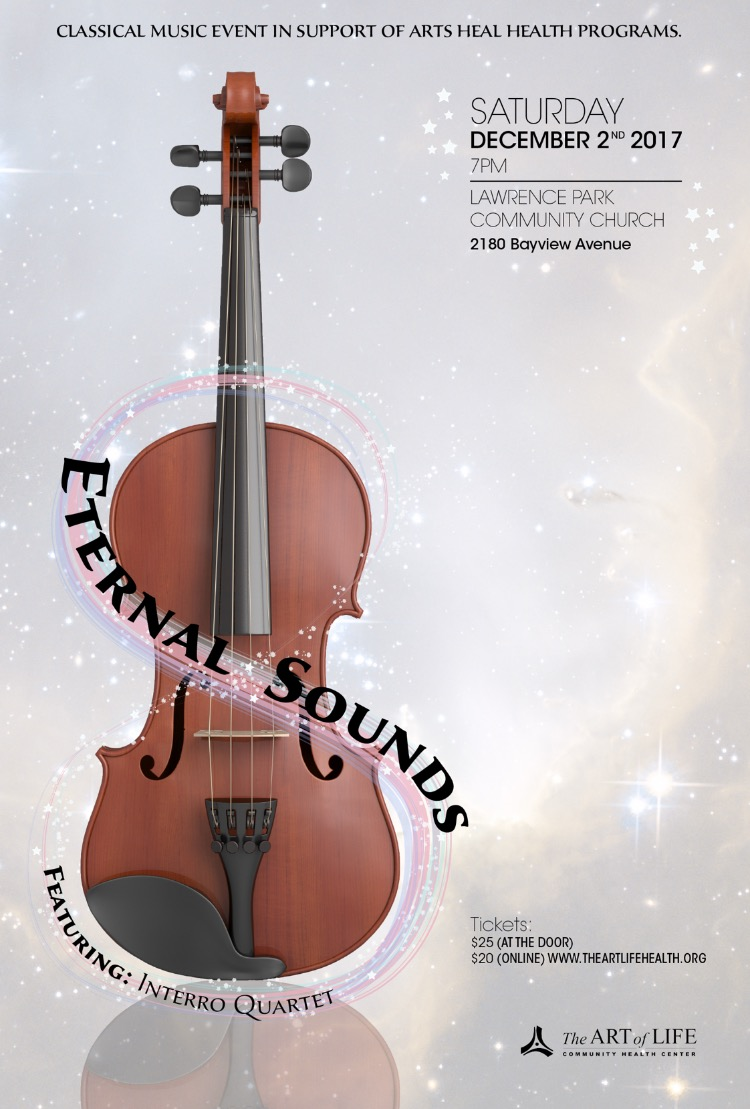 CLASSICAL MUSIC EVENT IN SUPPORT OF ARTS HEAL HEALTH PROGRAMS.
SATURDAY
DECEMBER 2ND 2017
7PM
LAWRENCE PARK
COMMUNITY CHURCH
2180 Bayview Avenue
ETERNAL SOUNDS
FEATURING: INTERRO QUARTET
Tickets:
$25 (AT THE DOOR)
$20 (ONLINE) WWW.THEARTLIFEHEALTH.ORG
The ART of LIFE
COMMUNITY HEALTH CENTER